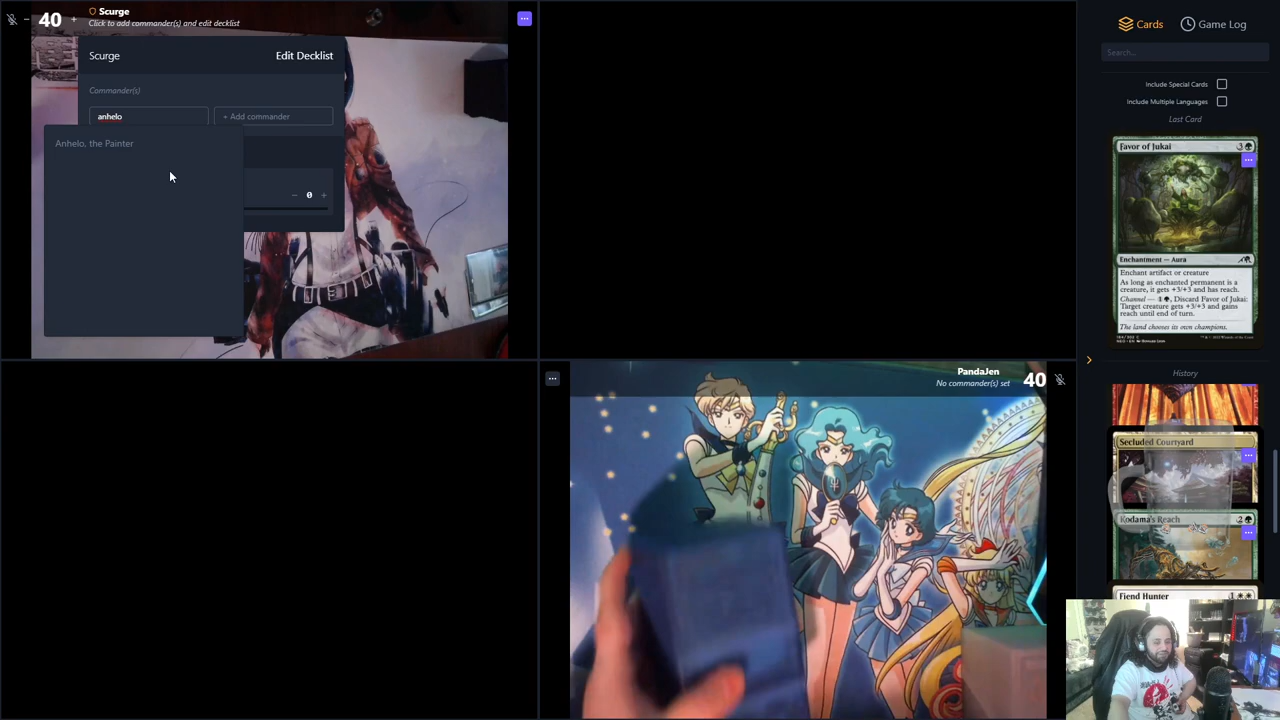 40
Scurge
Click to add commander(s) and edit decklist
Scurge
Edit Decklist
Commander(s)
anhelo
+ Add commander
Anhelo, the Painter
0
PandaJen
No commander(s) set
40
Cards
Game Log
Search...
Include Special Cards
Include Multiple Languages
Last Card
Favor of Jukai
3
Enchantment — Aura
Enchant artifact or creature
As long as enchanted permanent is a
creature, it gets +3/+3 and has reach.
Discard Favor of Jukai:
Target creature gets +3/+3 and gains
reach until end of turn.
The land chooses its own champions.
History
Secluded Courtyard
Kodama's Reach
2
Fiend Hunter
1